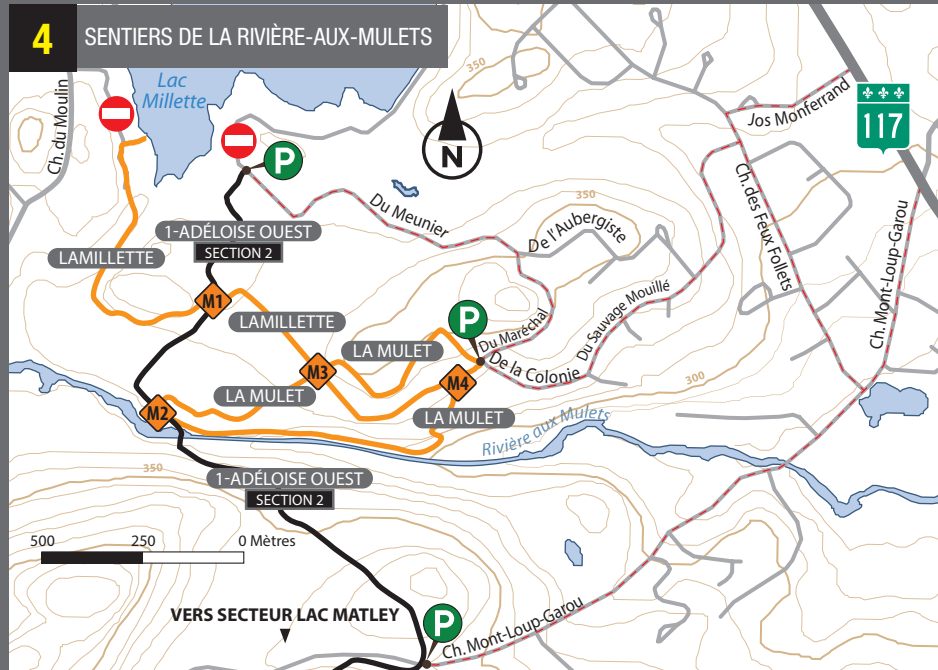 4
SENTIERS DE LA RIVIÈRE-AUX-MULETS
350
Lac
Millette
Ch. du Moulin
P
N
Jos Monferrand
117
Du Meunier
350
De l'Aubergiste
Ch. des Feux Follets
Ch. Mont-Loup-Garou
1-ADÉLOISE OUEST
SECTION 2
LAMILLETTE
M1
LAMILLETTE
P
Du Maréchal
Du Sauvage Mouillé
De la Colonie
LA MULET
M3
M4
LA MULET
M2
LA MULET
300
Rivière aux Mulets
350
1-ADÉLOISE OUEST
SECTION 2
500 250 0 Mètres
VERS SECTEUR LAC MATLEY
P
Ch. Mont-Loup-Garou